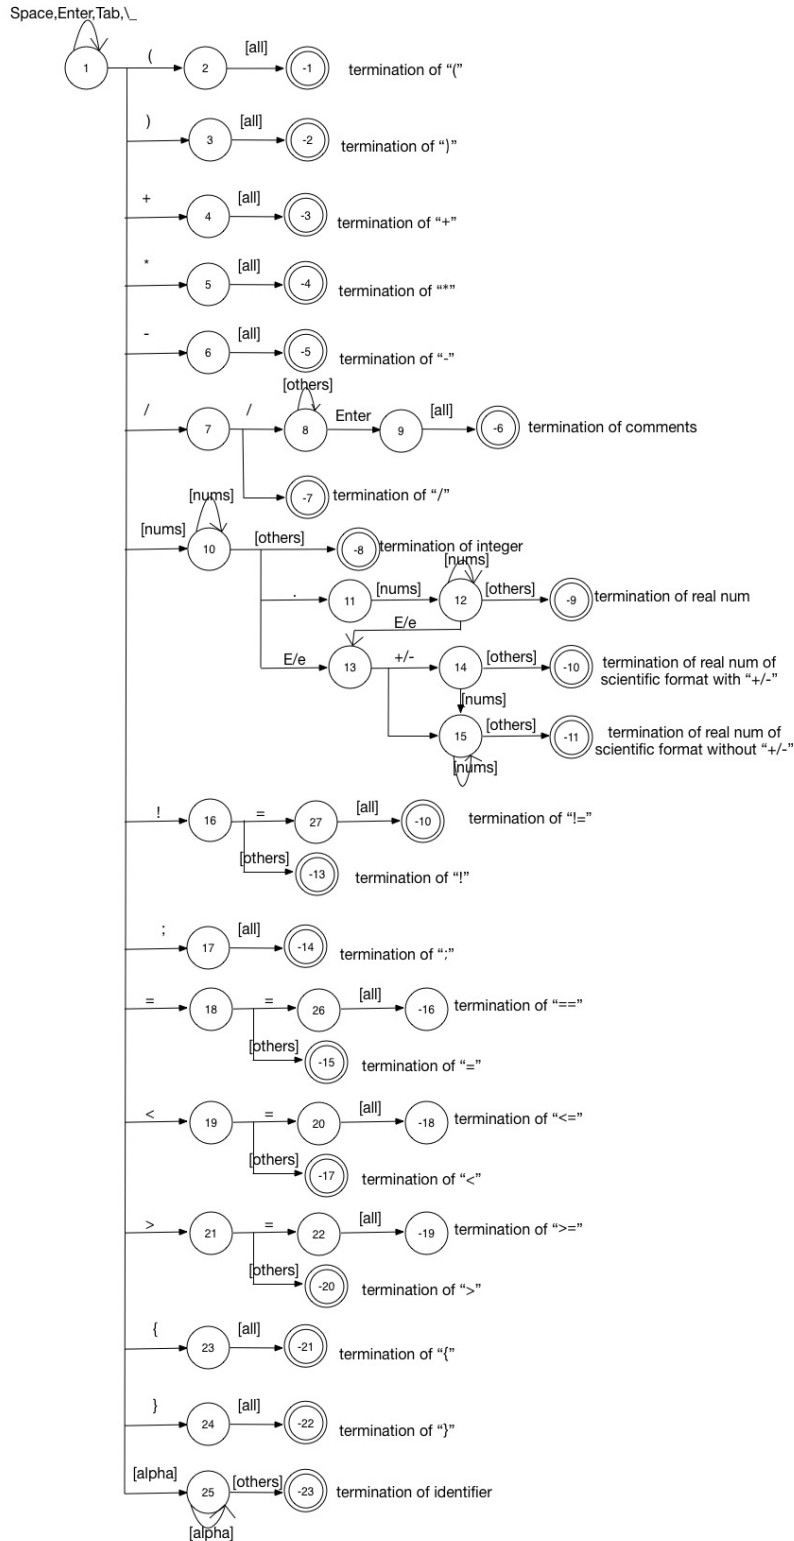 Space,Enter,Tab,\_
1 ( 2 [all] -1 termination of “(”
) 3 [all] -2 termination of “)”
+ 4 [all] -3 termination of “+”
* 5 [all] -4 termination of “*”
- 6 [all] -5 termination of “-”
/ 7 / 8 [others] Enter 9 [all] -6 termination of comments
-7 termination of “/”
[nums] 10 [nums] [others] -8 termination of integer
. 11 [nums] 12 [nums] [others] -9 termination of real num
E/e
E/e 13 +/- 14 [others] -10 termination of real num of
scientific format with “+/-”
[nums]
15 [others] -11 termination of real num of
scientific format without “+/-”
[nums]
! 16 = 27 [all] -10 termination of “!=”
[others] -13 termination of “!”
; 17 [all] -14 termination of “;”
= 18 = 26 [all] -16 termination of “==”
[others] -15 termination of “=”
< 19 = 20 [all] -18 termination of “<=”
[others] -17 termination of “<”
> 21 = 22 [all] -19 termination of “>=”
[others] -20 termination of “>”
{ 23 [all] -21 termination of “{”
} 24 [all] -22 termination of “}”
[alpha] 25 [others] -23 termination of identifier
[alpha]